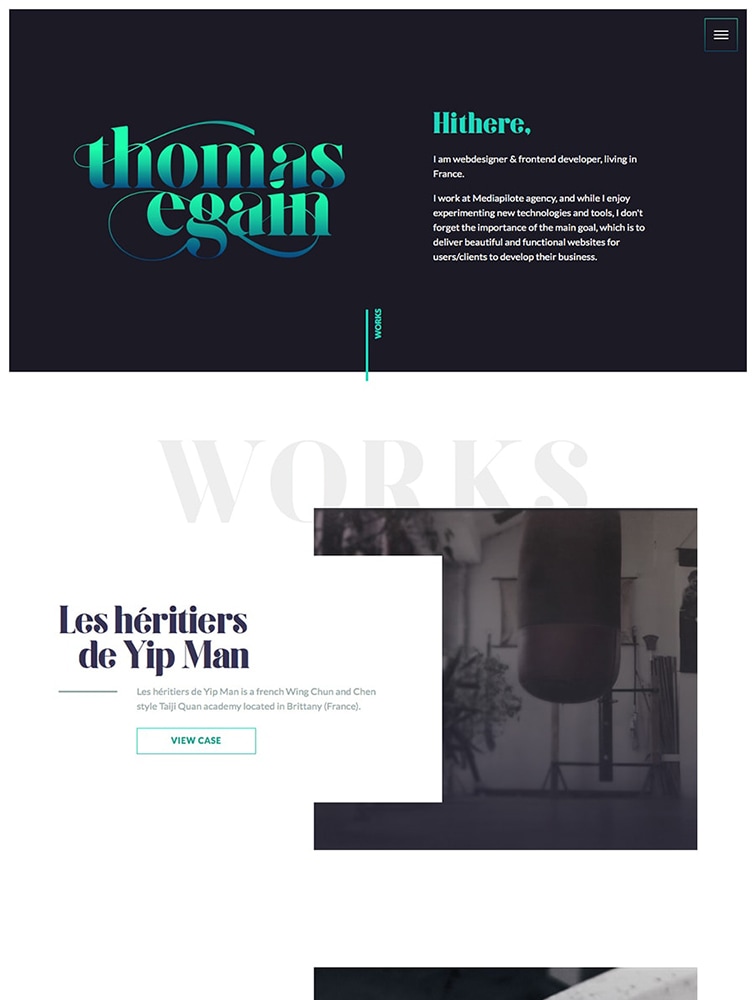 thomas
egain
Hi there,
I am webdesigner & frontend developer, living in
France.
I work at Mediapilote agency, and while I enjoy
experimenting new technologies and tools, I don't
forget the importance of the main goal, which is to
deliver beautiful and functional websites for
users/clients to develop their business.
WORKS
WORKS
Les héritiers
de Yip Man
Les héritiers de Yip Man is a french Wing Chun and Chen
style Taiji Quan academy located in Brittany (France).
VIEW CASE